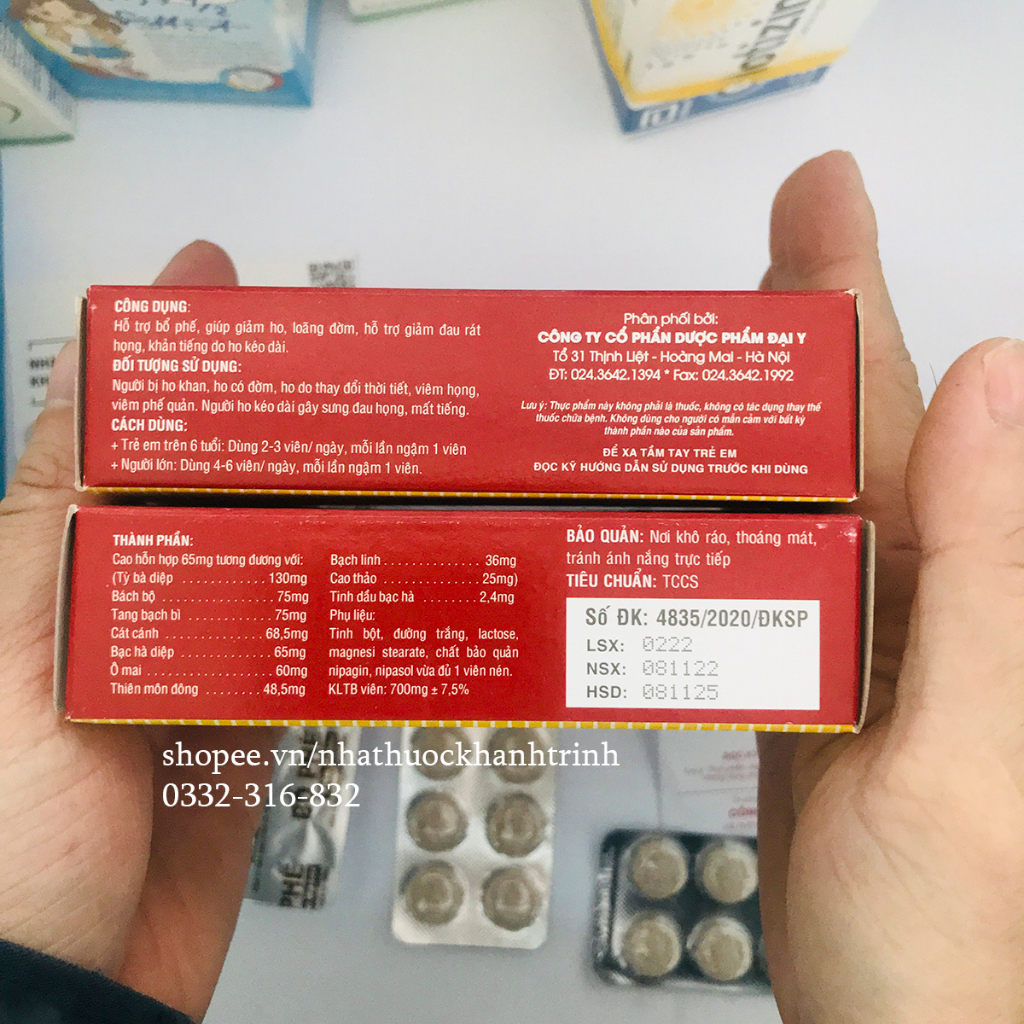 CÔNG DỤNG:
Hỗ trợ bổ phế, giúp giảm ho, loãng đờm, hỗ trợ giảm đau rát
họng, khản tiếng do ho kéo dài.
ĐỐI TƯỢNG SỬ DỤNG:
Người bị ho khan, ho có đờm, ho do thay đổi thời tiết, viêm họng,
viêm phế quản. Người ho kéo dài gây sưng đau họng, mất tiếng.
CÁCH DÙNG:
+ Trẻ em trên 6 tuổi: Dùng 2-3 viên/ ngày, mỗi lần ngậm 1 viên
+ Người lớn: Dùng 4-6 viên/ ngày, mỗi lần ngậm 1 viên.
Phân phối bởi:
CÔNG TY CỔ PHẦN DƯỢC PHẨM ĐẠI Y
Tổ 31 Thịnh Liệt - Hoàng Mai - Hà Nội
ĐT: 024.3642.1394 * Fax: 024.3642.1992
Lưu ý: Thực phẩm này không phải là thuốc, không có tác dụng thay thế
thuốc chữa bệnh. Không dùng cho người có mẫn cảm với bất kỳ
thành phần nào của sản phẩm.
ĐỂ XA TẦM TAY TRẺ EM
ĐỌC KỸ HƯỚNG DẪN SỬ DỤNG TRƯỚC KHI DÙNG
THÀNH PHẦN:
Cao hỗn hợp 65mg tương đương với:
(Tỳ bà diệp ............ 130mg
Bách bộ ............ 75mg
Tang bạch bì ............ 75mg
Cát cánh ............ 68,5mg
Bạc hà diệp ............ 65mg
Ô mai ............ 60mg
Thiên môn đông ........ 48,5mg
Bạch linh ............ 36mg
Cao thảo ............ 25mg)
Tinh dầu bạc hà ........ 2,4mg
Phụ liệu:
Tinh bột, đường trắng, lactose,
magnesi stearate, chất bảo quản
nipagin, nipasol vừa đủ 1 viên nén.
KLTB viên: 700mg ± 7,5%
BẢO QUẢN: Nơi khô ráo, thoáng mát,
tránh ánh nắng trực tiếp
TIÊU CHUẨN: TCCS
Số ĐK: 4835/2020/ĐKSP
LSX: 0222
NSX: 081122
HSD: 081125
shopee.vn/nhathuockhanhtrinh
0332-316-832